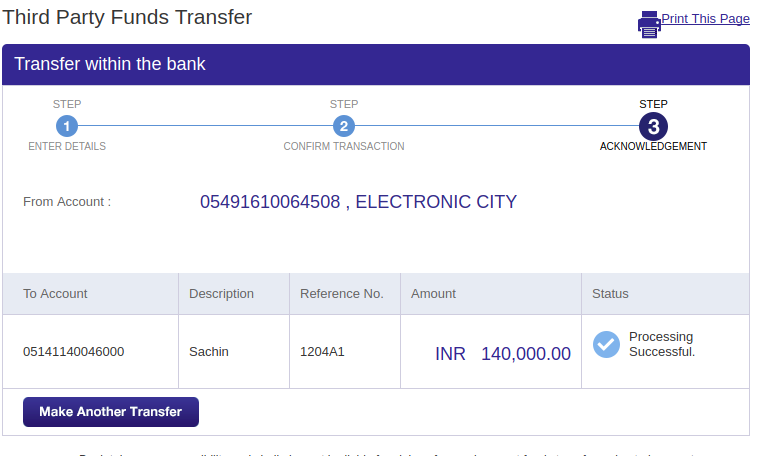 Third Party Funds Transfer
Print This Page
Transfer within the bank
STEP STEP STEP
1 2 3
ENTER DETAILS CONFIRM TRANSACTION ACKNOWLEDGEMENT
From Account : 05491610064508 , ELECTRONIC CITY
To Account Description Reference No. Amount Status
05141140046000 Sachin 1204A1 INR 140,000.00 Processing
Successful.
Make Another Transfer